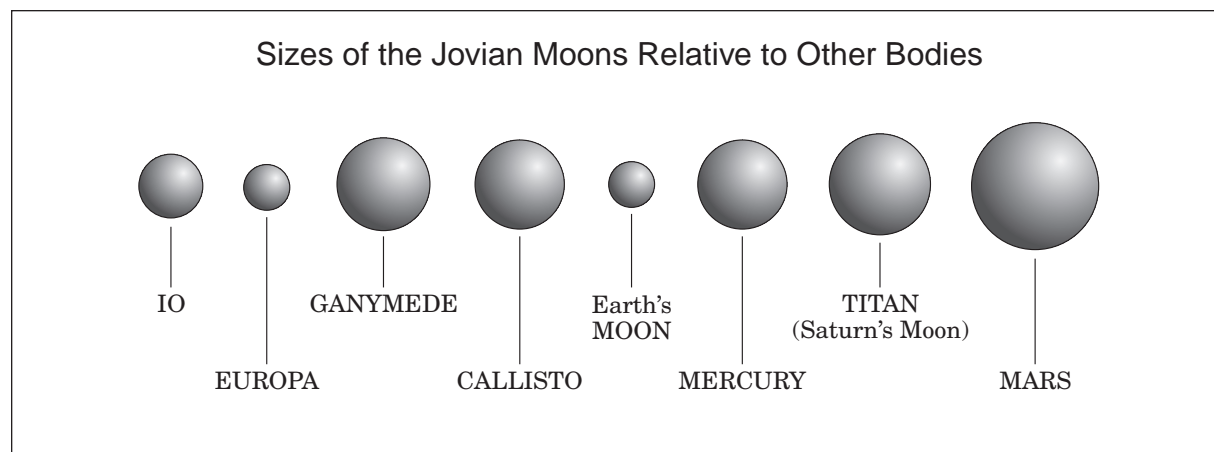 Sizes of the Jovian Moons Relative to Other Bodies
IO
EUROPA
GANYMEDE
CALLISTO
Earth's
MOON
MERCURY
TITAN
(Saturn's Moon)
MARS